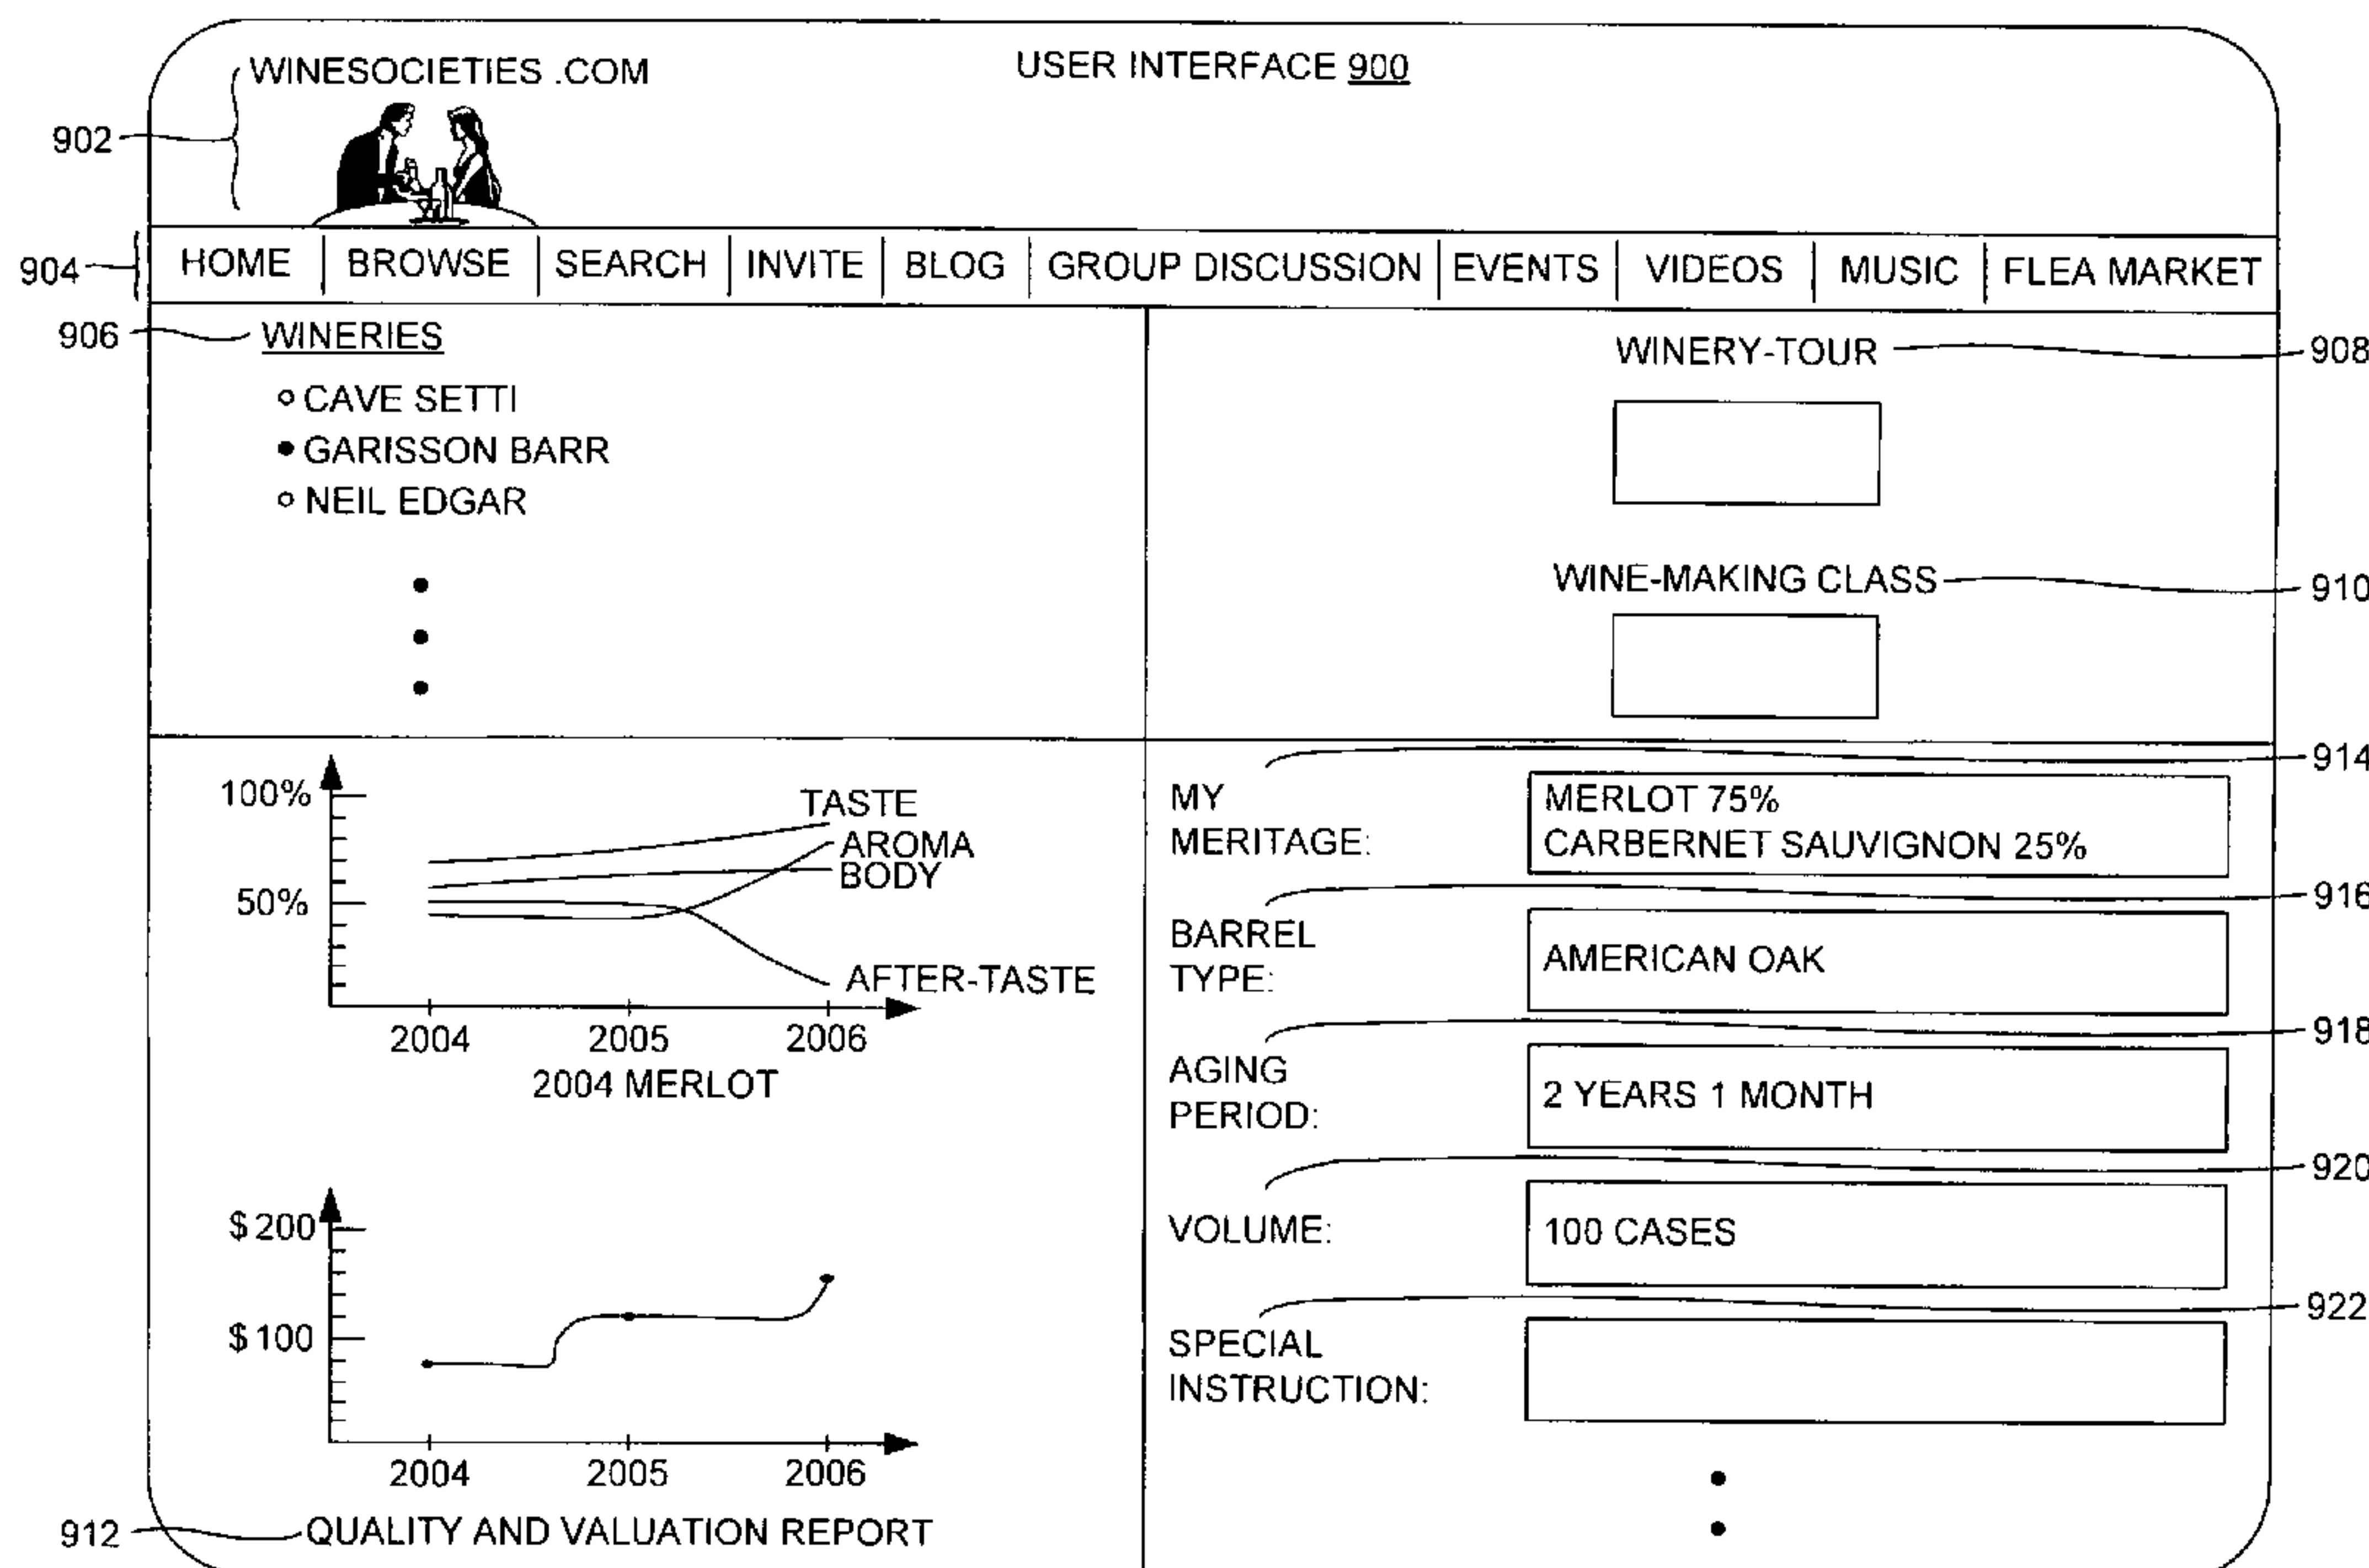 WINESOCIETIES .COM
USER INTERFACE 900
902
904
HOME BROWSE SEARCH INVITE BLOG GROUP DISCUSSION EVENTS VIDEOS MUSIC FLEA MARKET
906
WINERIES
CAVE SETTI
GARISSON BARR
NEIL EDGAR
WINERY-TOUR
908
WINE-MAKING CLASS
910
100%
50%
TASTE
AROMA
BODY
AFTER-TASTE
2004 2005 2006
2004 MERLOT
$200
$100
2004 2005 2006
912
QUALITY AND VALUATION REPORT
914
MY
MERITAGE:
MERLOT 75%
CARBERNET SAUVIGNON 25%
916
BARREL
TYPE:
AMERICAN OAK
918
AGING
PERIOD:
2 YEARS 1 MONTH
920
VOLUME:
100 CASES
922
SPECIAL
INSTRUCTION: